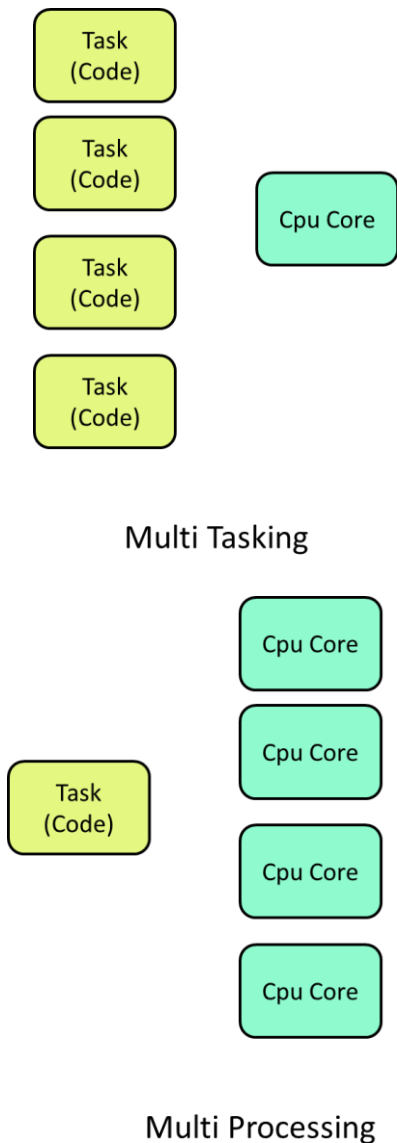 Task
(Code)
Task
(Code)
Cpu Core
Task
(Code)
Task
(Code)
Multi Tasking
Cpu Core
Cpu Core
Task
(Code)
Cpu Core
Cpu Core
Multi Processing